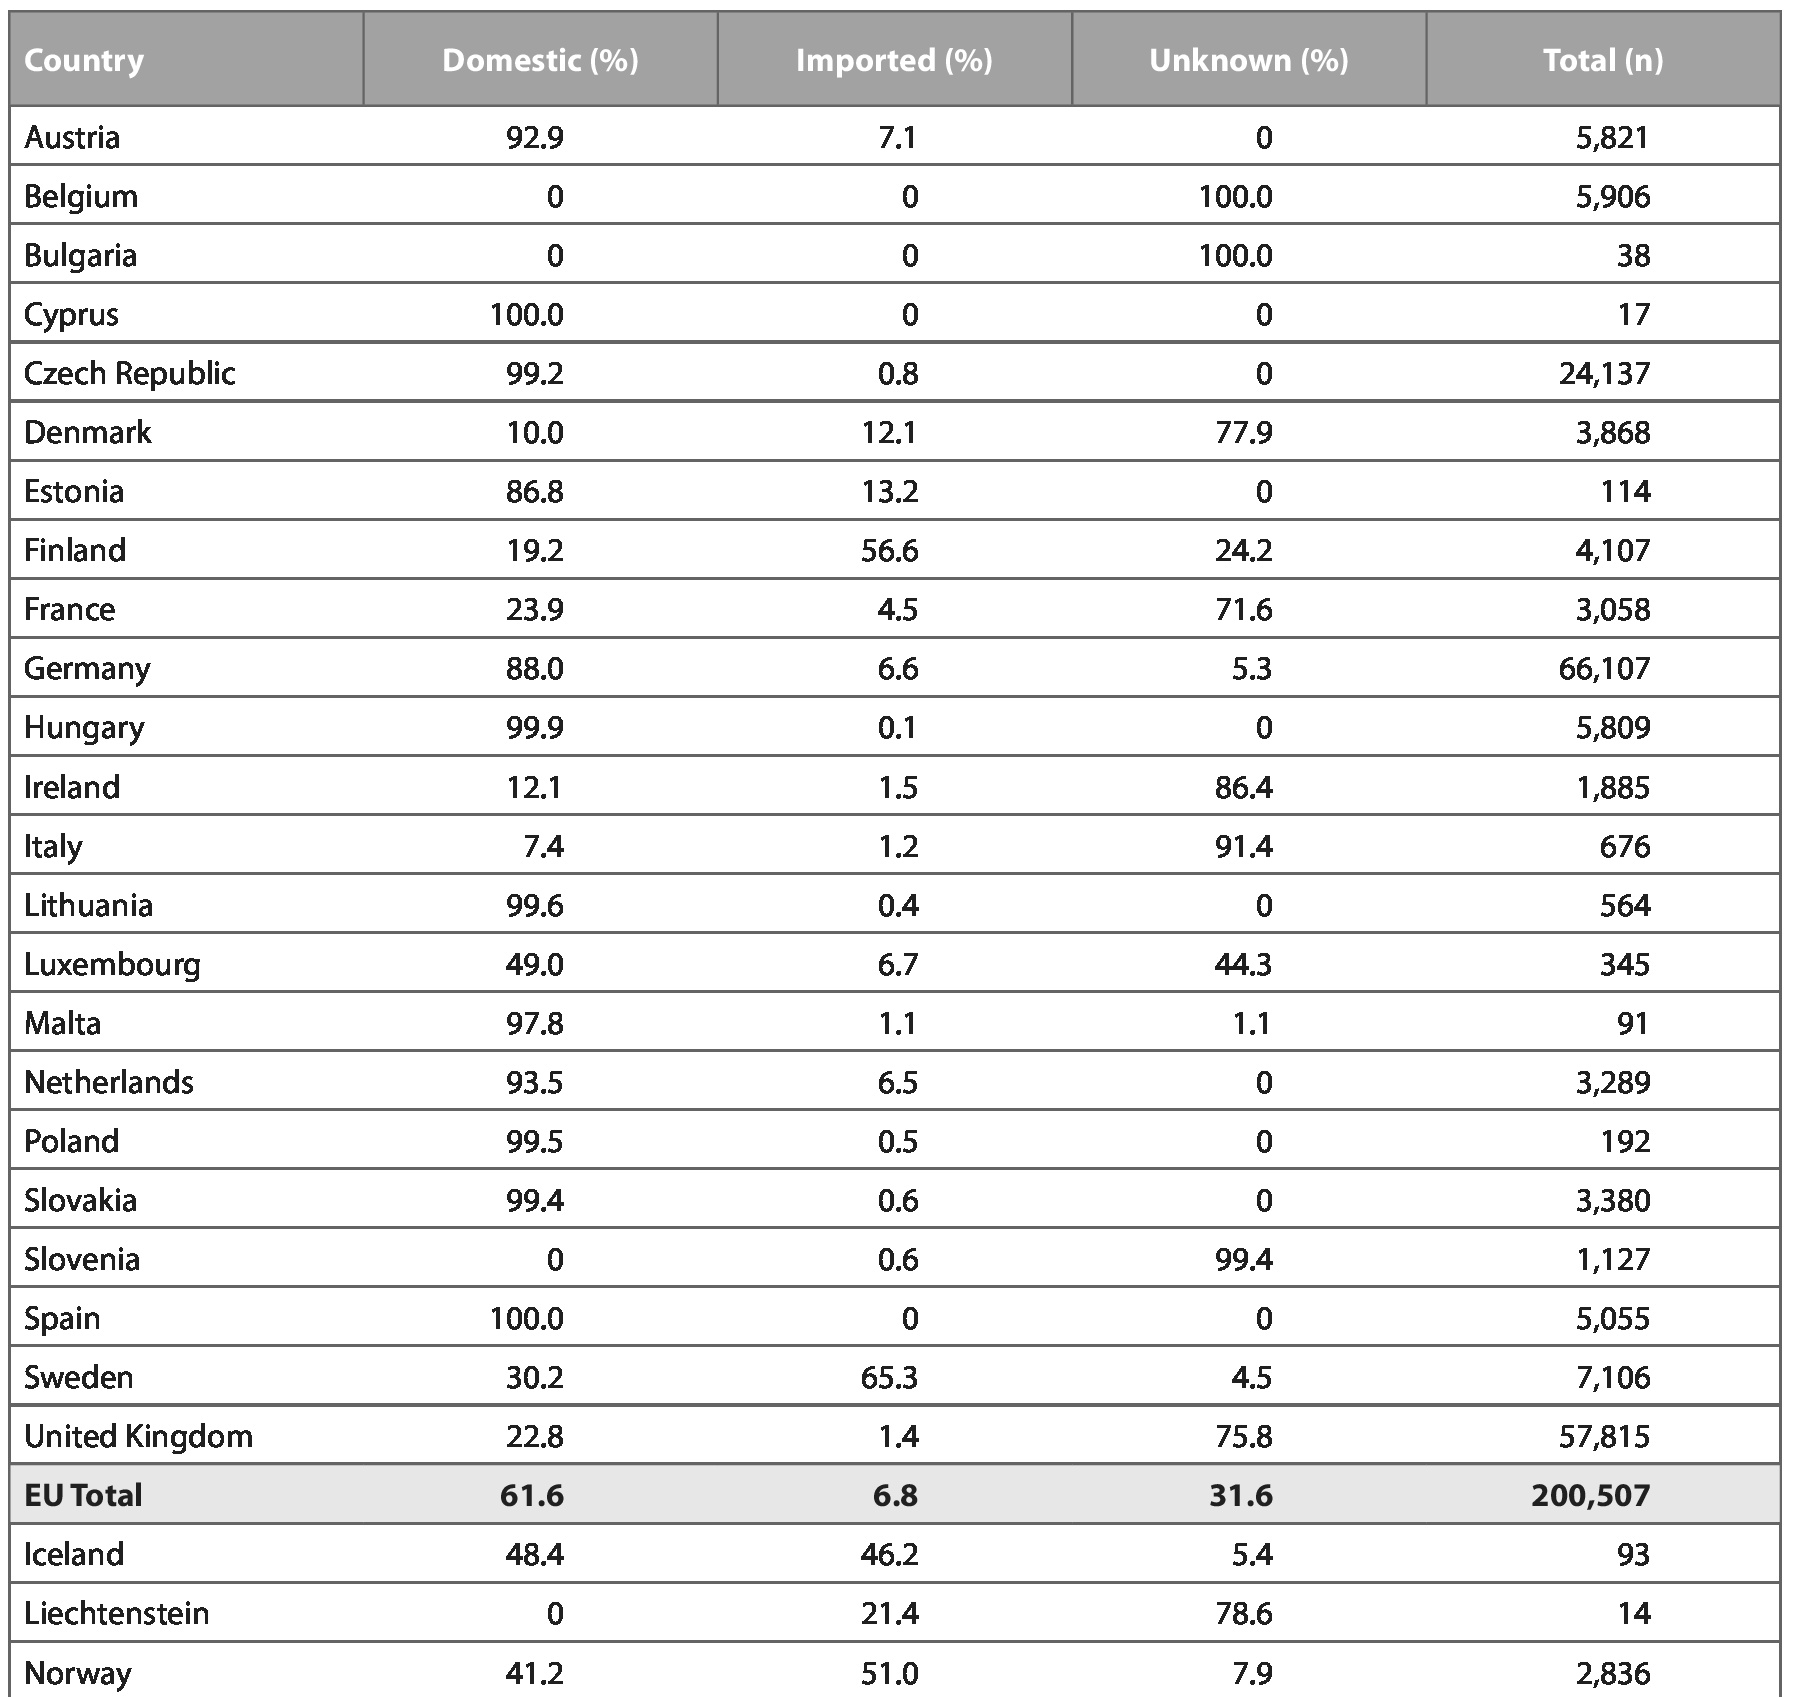 Country Domestic (%) Imported (%) Unknown (%) Total (n)
Austria 92.9 7.1 0 5,821
Belgium 0 0 100.0 5,906
Bulgaria 0 0 100.0 38
Cyprus 100.0 0 0 17
Czech Republic 99.2 0.8 0 24,137
Denmark 10.0 12.1 77.9 3,868
Estonia 86.8 13.2 0 114
Finland 19.2 56.6 24.2 4,107
France 23.9 4.5 71.6 3,058
Germany 88.0 6.6 5.3 66,107
Hungary 99.9 0.1 0 5,809
Ireland 12.1 1.5 86.4 1,885
Italy 7.4 1.2 91.4 676
Lithuania 99.6 0.4 0 564
Luxembourg 49.0 6.7 44.3 345
Malta 97.8 1.1 1.1 91
Netherlands 93.5 6.5 0 3,289
Poland 99.5 0.5 0 192
Slovakia 99.4 0.6 0 3,380
Slovenia 0 0.6 99.4 1,127
Spain 100.0 0 0 5,055
Sweden 30.2 65.3 4.5 7,106
United Kingdom 22.8 1.4 75.8 57,815
EU Total 61.6 6.8 31.6 200,507
Iceland 48.4 46.2 5.4 93
Liechtenstein 0 21.4 78.6 14
Norway 41.2 51.0 7.9 2,836